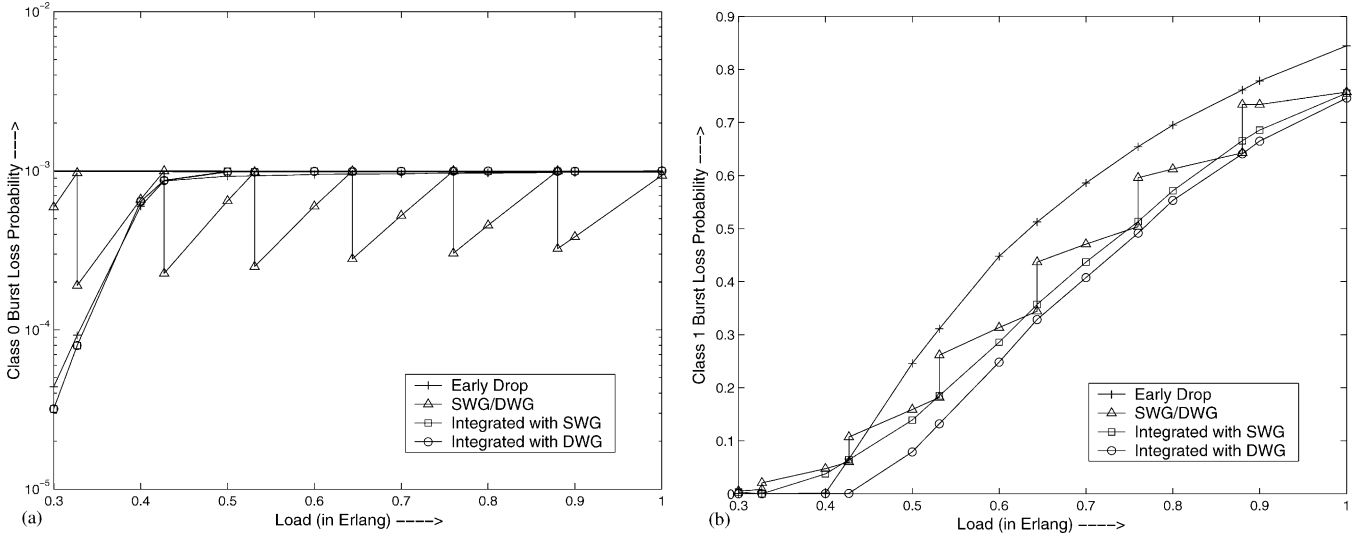 10−2
10−3
10−4
10−5
Class 0 Burst Loss Probability ---->
Early Drop
SWG/DWG
Integrated with SWG
Integrated with DWG
0.3 0.4 0.5 0.6 0.7 0.8 0.9 1
(a)
Load (in Erlang) ---->
0.9
0.8
0.7
0.6
0.5
0.4
0.3
0.2
0.1
0
Class 1 Burst Loss Probability ---->
Early Drop
SWG/DWG
Integrated with SWG
Integrated with DWG
0.3 0.4 0.5 0.6 0.7 0.8 0.9 1
(b)
Load (in Erlang) ---->